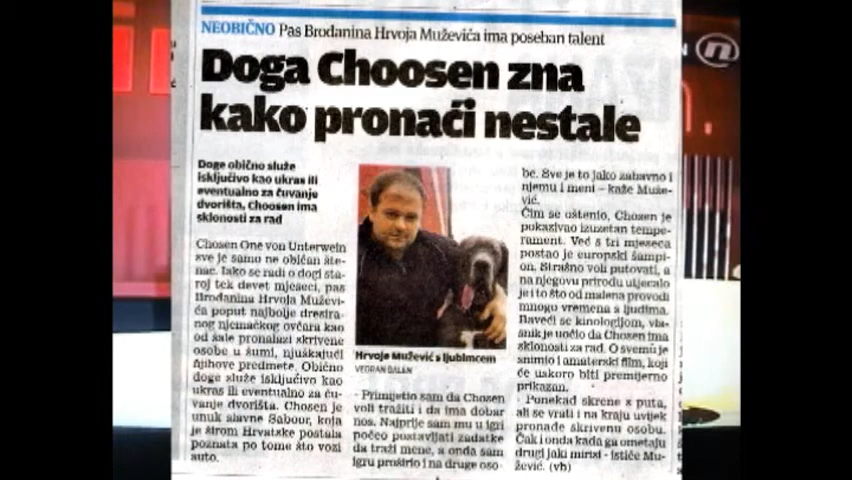 NEOBIČNO Pas Brođanina Hrvoja Muževića ima poseban talent
Doga Choosen zna
kako pronaći nestale
Doge obično služe
isključivo kao ukras ili
eventualno za čuvanje
dvorišta, Choosen ima
sklonosti za rad
Chosen One von Unterwein
sve je samo ne običan šte-
nac. Iako se radi o dogi sta-
roj tek devet mjeseci, pas
Brođanina Hrvoja Muževi-
ća poput najbolje dresira-
nog njemačkog ovčara kao
od šale pronalazi skrivene
osobe u šumi, njuškajući
njihove predmete. Obično
doge služe isključivo kao
ukras ili eventualno za ču-
vanje dvorišta. Chosen je
unuk slavne Sabour, koja
je širom Hrvatske postala
poznata po tome što vozi
auto.
Hrvoje Mužević s ljubimcem
VEDRAN BALEN
- Primijetio sam da Chosen
voli tražiti i da ima dobar
nos. Najprije sam mu u igri
počeo postavljati zadatke
da traži mene, a onda sam
igru proširio i na druge oso-
be. Sve je to jako zabavno i
njemu i meni - kaže Muže-
vić.
Čim se oštenio, Chosen je
pokazivao izuzetan tempe-
rament. Već s tri mjeseca
postao je europski šampi-
on. Strašno voli putovati, a
na njegovu prirodu utjecalo
je i to što od malena provodi
mnogo vremena s ljudima.
Baveći se kinologijom, vla-
snik je uočio da Chosen ima
sklonosti za rad. O svemu je
snimio i amaterski film, koji
će uskoro biti premijerno
prikazan.
- Ponekad skrene s puta,
ali se vrati i na kraju uvijek
pronađe skrivenu osobu.
Čak i onda kada ga ometaju
drugi jaki mirisi - ističe Mu-
žević. (vb)